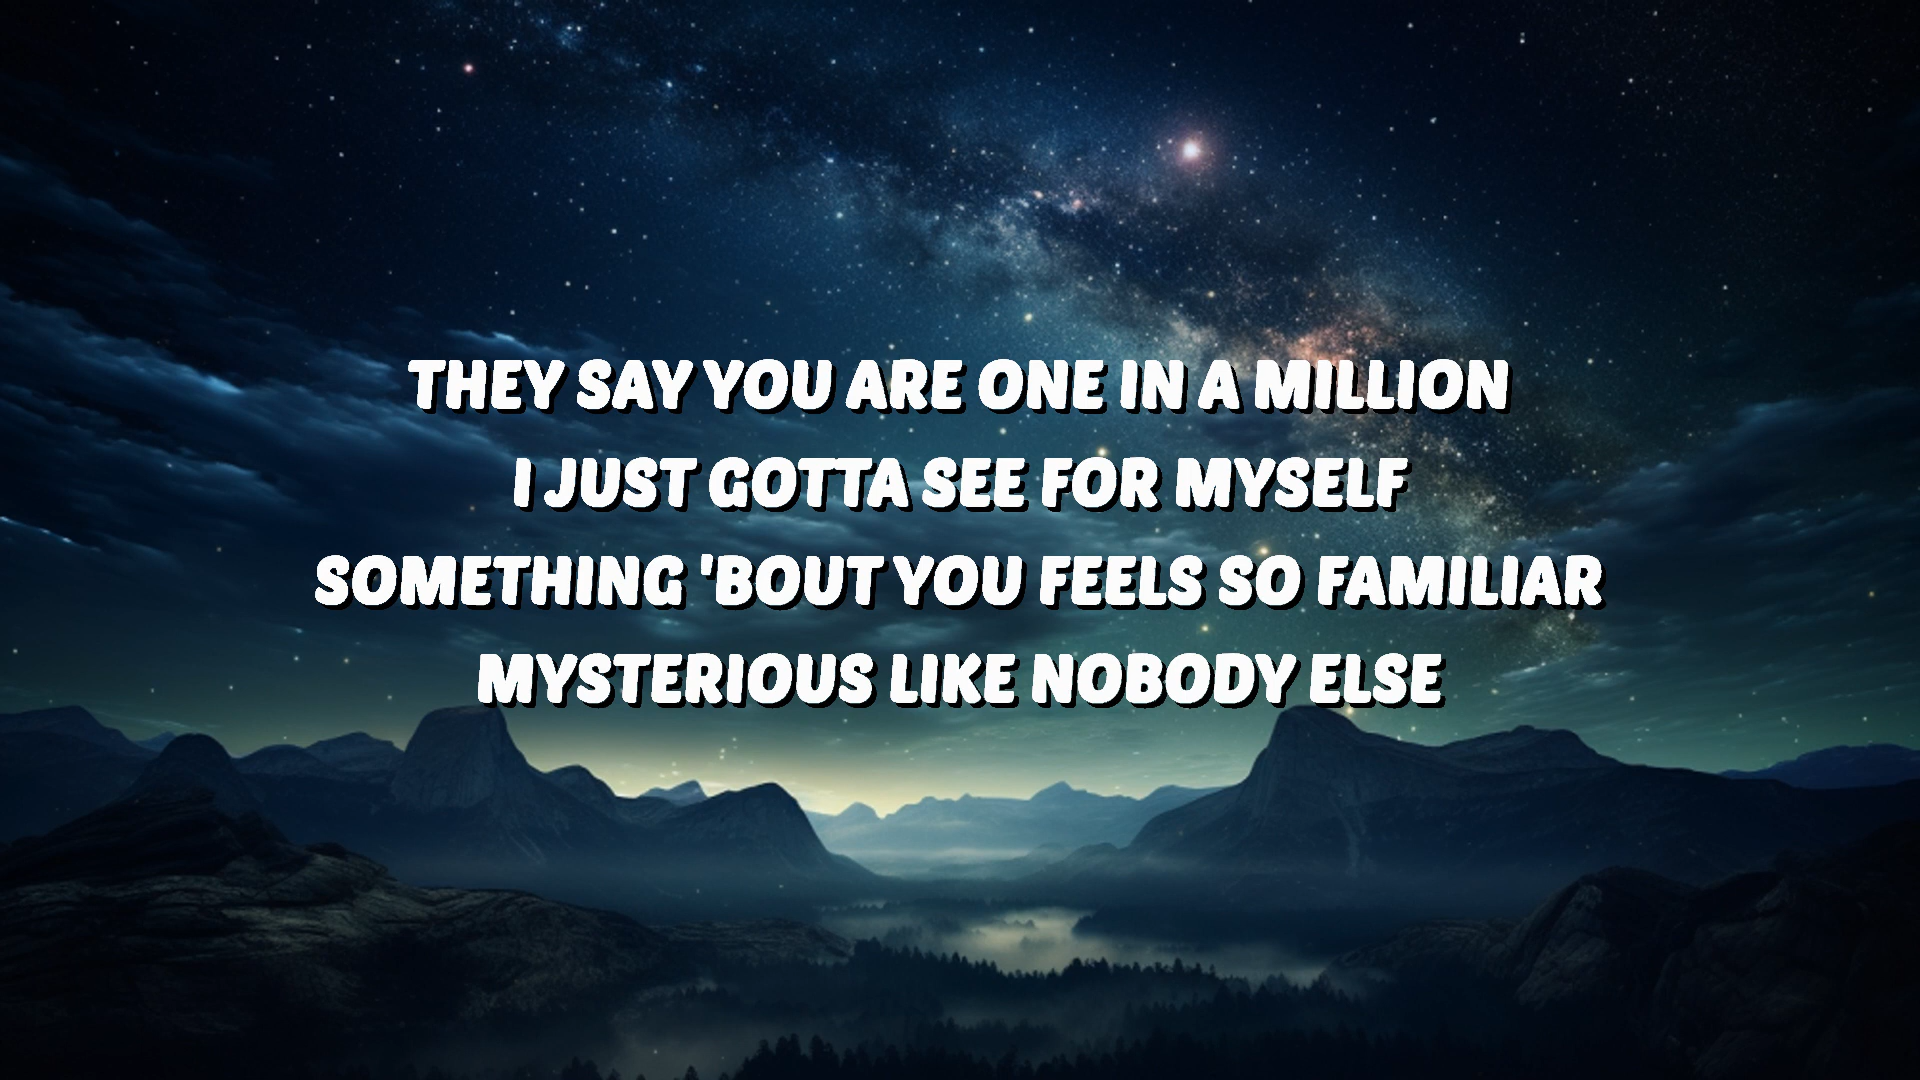 THEY SAY YOU ARE ONE IN A MILLION
I JUST GOTTA SEE FOR MYSELF
SOMETHING 'BOUT YOU FEELS SO FAMILIAR
MYSTERIOUS LIKE NOBODY ELSE